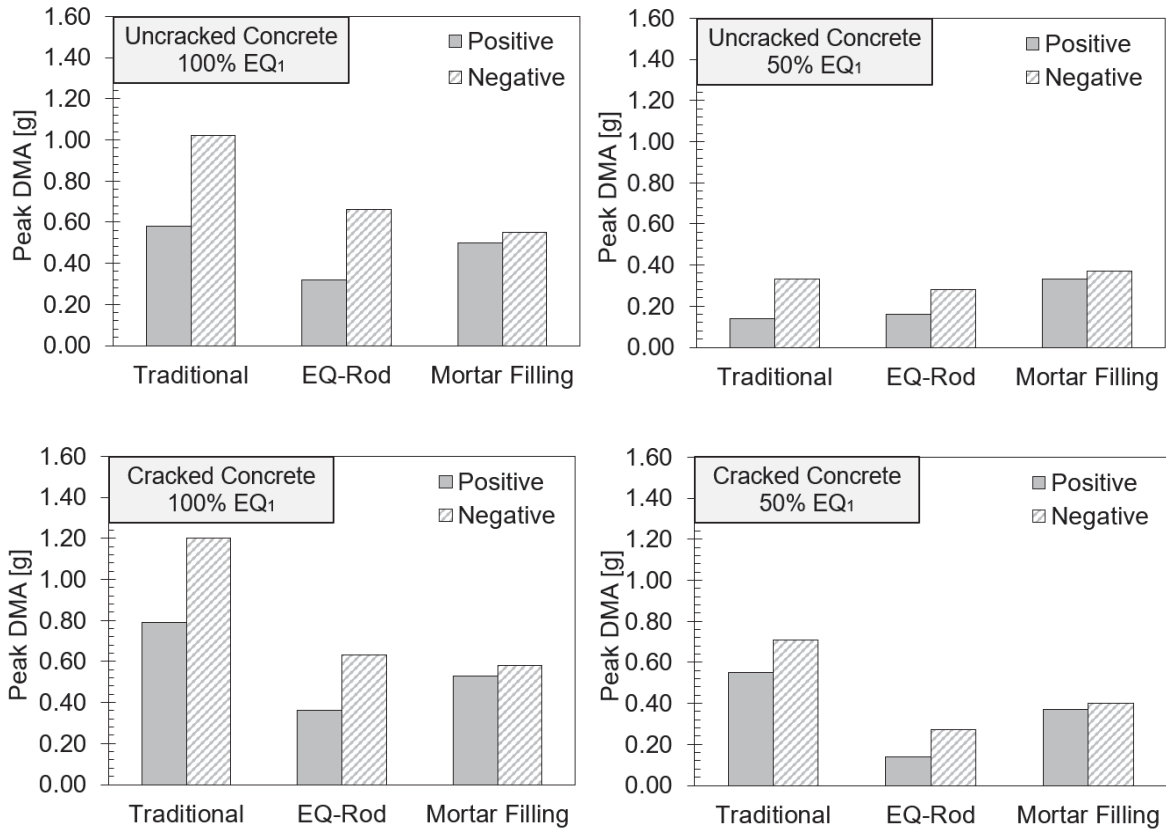 Uncracked Concrete
100% EQ₁
Positive
Negative
Peak DMA [g]
1.60
1.40
1.20
1.00
0.80
0.60
0.40
0.20
0.00
Traditional EQ-Rod Mortar Filling
Uncracked Concrete
50% EQ₁
Positive
Negative
Peak DMA [g]
1.60
1.40
1.20
1.00
0.80
0.60
0.40
0.20
0.00
Traditional EQ-Rod Mortar Filling
Cracked Concrete
100% EQ₁
Positive
Negative
Peak DMA [g]
1.60
1.40
1.20
1.00
0.80
0.60
0.40
0.20
0.00
Traditional EQ-Rod Mortar Filling
Cracked Concrete
50% EQ₁
Positive
Negative
Peak DMA [g]
1.60
1.40
1.20
1.00
0.80
0.60
0.40
0.20
0.00
Traditional EQ-Rod Mortar Filling